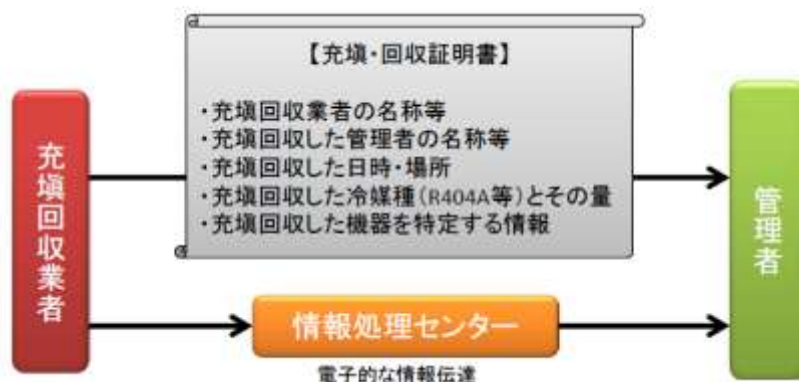 【充塡・回収証明書】
・充塡回収業者の名称等
・充塡回収した管理者の名称等
・充塡回収した日時・場所
・充塡回収した冷媒種(R404A等)とその量
・充塡回収した機器を特定する情報
充塡回収業者
管理者
情報処理センター
電子的な情報伝達